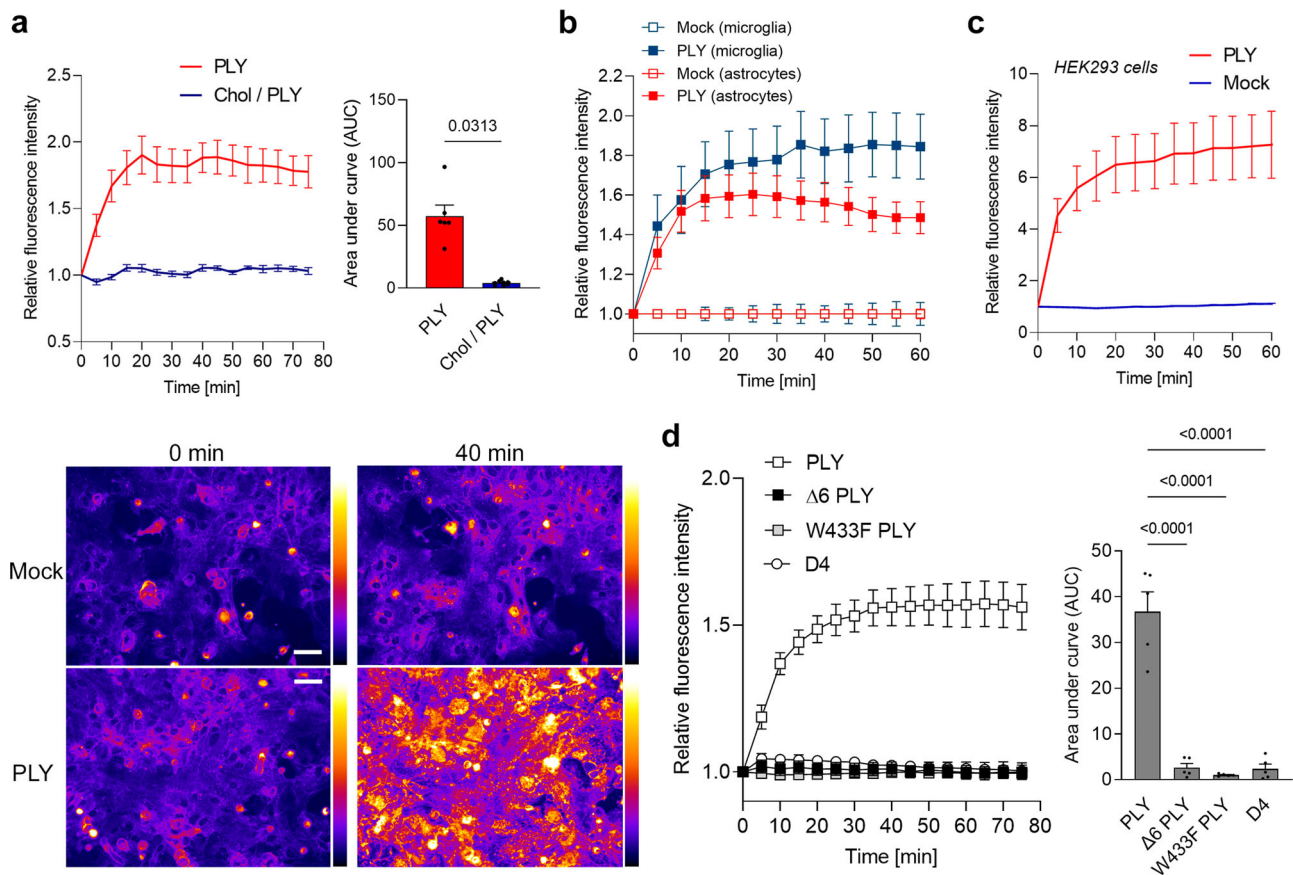 a
PLY
Chol / PLY
Relative fluorescence intensity
2.5
2.0
1.5
1.0
0.5
0 10 20 30 40 50 60 70 80
Time [min]
Area under curve (AUC)
150
100
50
0
0.0313
PLY
Chol / PLY
b
Mock (microglia)
PLY (microglia)
Mock (astrocytes)
PLY (astrocytes)
Relative fluorescence intensity
2.2
2.0
1.8
1.6
1.4
1.2
1.0
0 10 20 30 40 50 60
Time [min]
c
HEK293 cells
PLY
Mock
Relative fluorescence intensity
10
8
6
4
2
0
0 10 20 30 40 50 60
Time [min]
0 min
40 min
Mock
PLY
d
PLY
Δ6 PLY
W433F PLY
D4
Relative fluorescence intensity
2.0
1.5
1.0
0 10 20 30 40 50 60 70 80
Time [min]
<0.0001
<0.0001
<0.0001
Area under curve (AUC)
50
40
30
20
10
0
PLY
Δ6 PLY
W433F PLY
D4